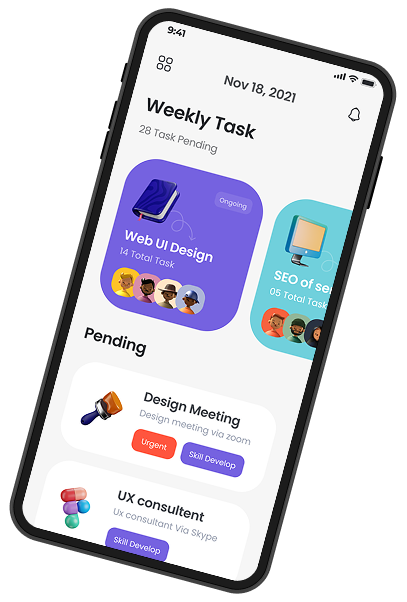 9:41
Nov 18, 2021
Weekly Task
28 Task Pending
Ongoing
Web UI Design
14 Total Task
SEO of
05 Total Task
Pending
Design Meeting
Design meeting via zoom
Urgent
Skill Develop
UX consultent
Ux consultant Via Skype
Skill Develop